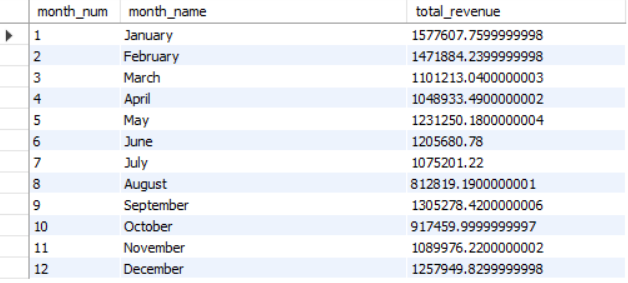 month_num month_name total_revenue
1 January 1577607.7599999998
2 February 1471884.2399999998
3 March 1101213.0400000003
4 April 1048933.4900000002
5 May 1231250.1800000004
6 June 1205680.78
7 July 1075201.22
8 August 812819.1900000001
9 September 1305278.4200000006
10 October 917459.9999999997
11 November 1089976.2200000002
12 December 1257949.8299999998